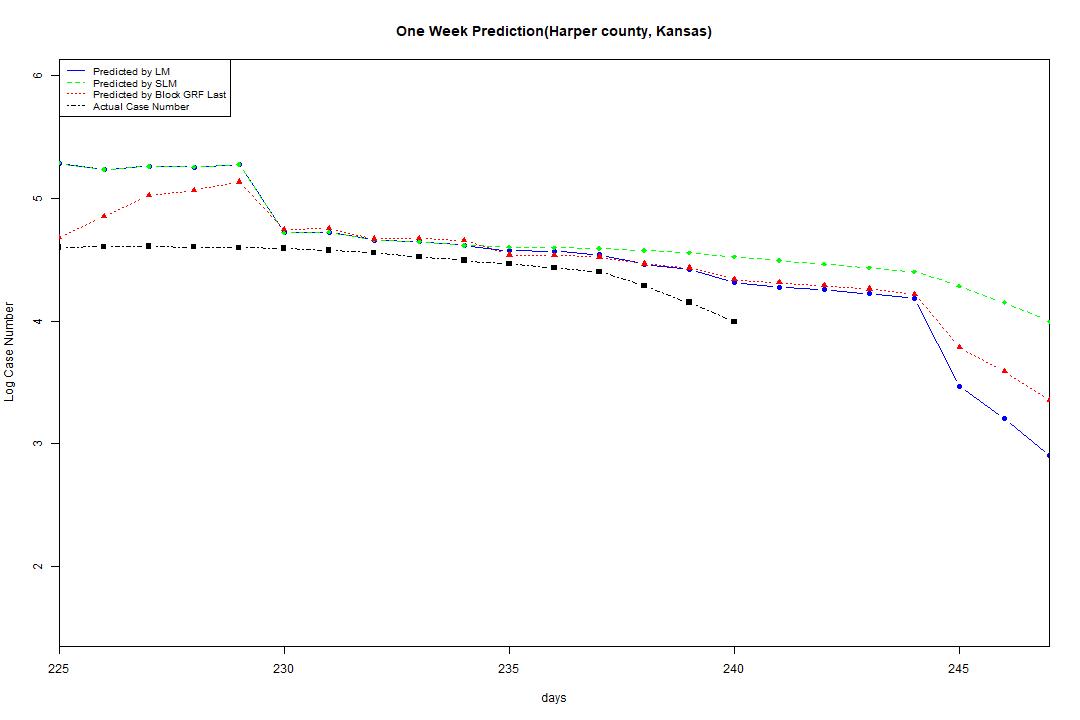 One Week Prediction(Harper county, Kansas)
Predicted by LM
Predicted by SLM
Predicted by Block GRF Last
Actual Case Number
6
5
4
3
2
Log Case Number
225 230 235 240 245
days